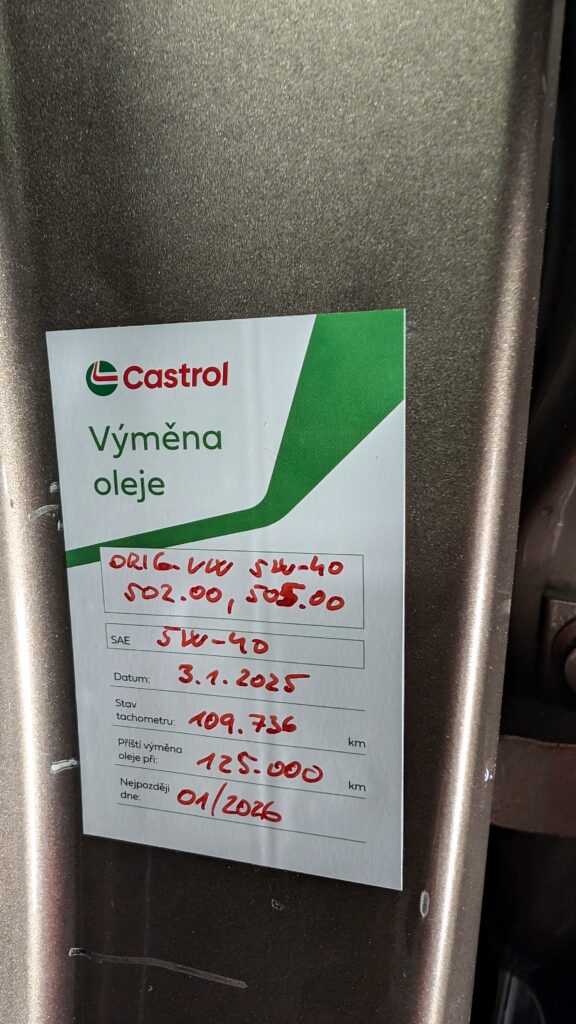 Castrol
Výměna
oleje
ORIG. VW 5W-40
502.00, 505.00
SAE 5W-40
Datum: 3.1.2025
Stav
tachometru: 109.736 km
Příští výměna
oleje při: 125.000 km
Nejpozději
dne: 01/2026